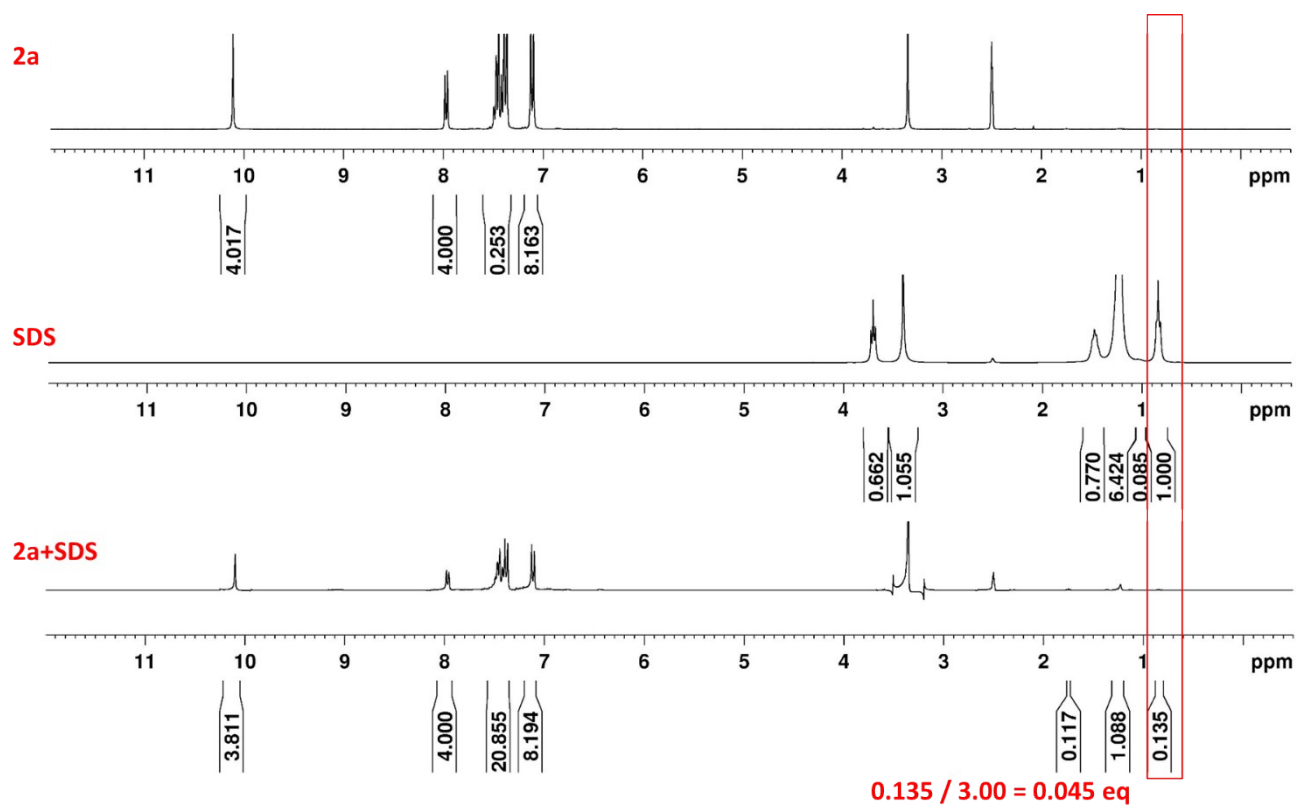 2a
11 10 9 8 7 6 5 4 3 2 1 ppm
4.017 4.000 0.253 8.163
SDS
11 10 9 8 7 6 5 4 3 2 1 ppm
0.662 1.055 0.770 6.424 0.085 1.000
2a+SDS
11 10 9 8 7 6 5 4 3 2 1 ppm
3.811 4.000 20.855 8.194 0.117 1.088 0.135
0.135 / 3.00 = 0.045 eq